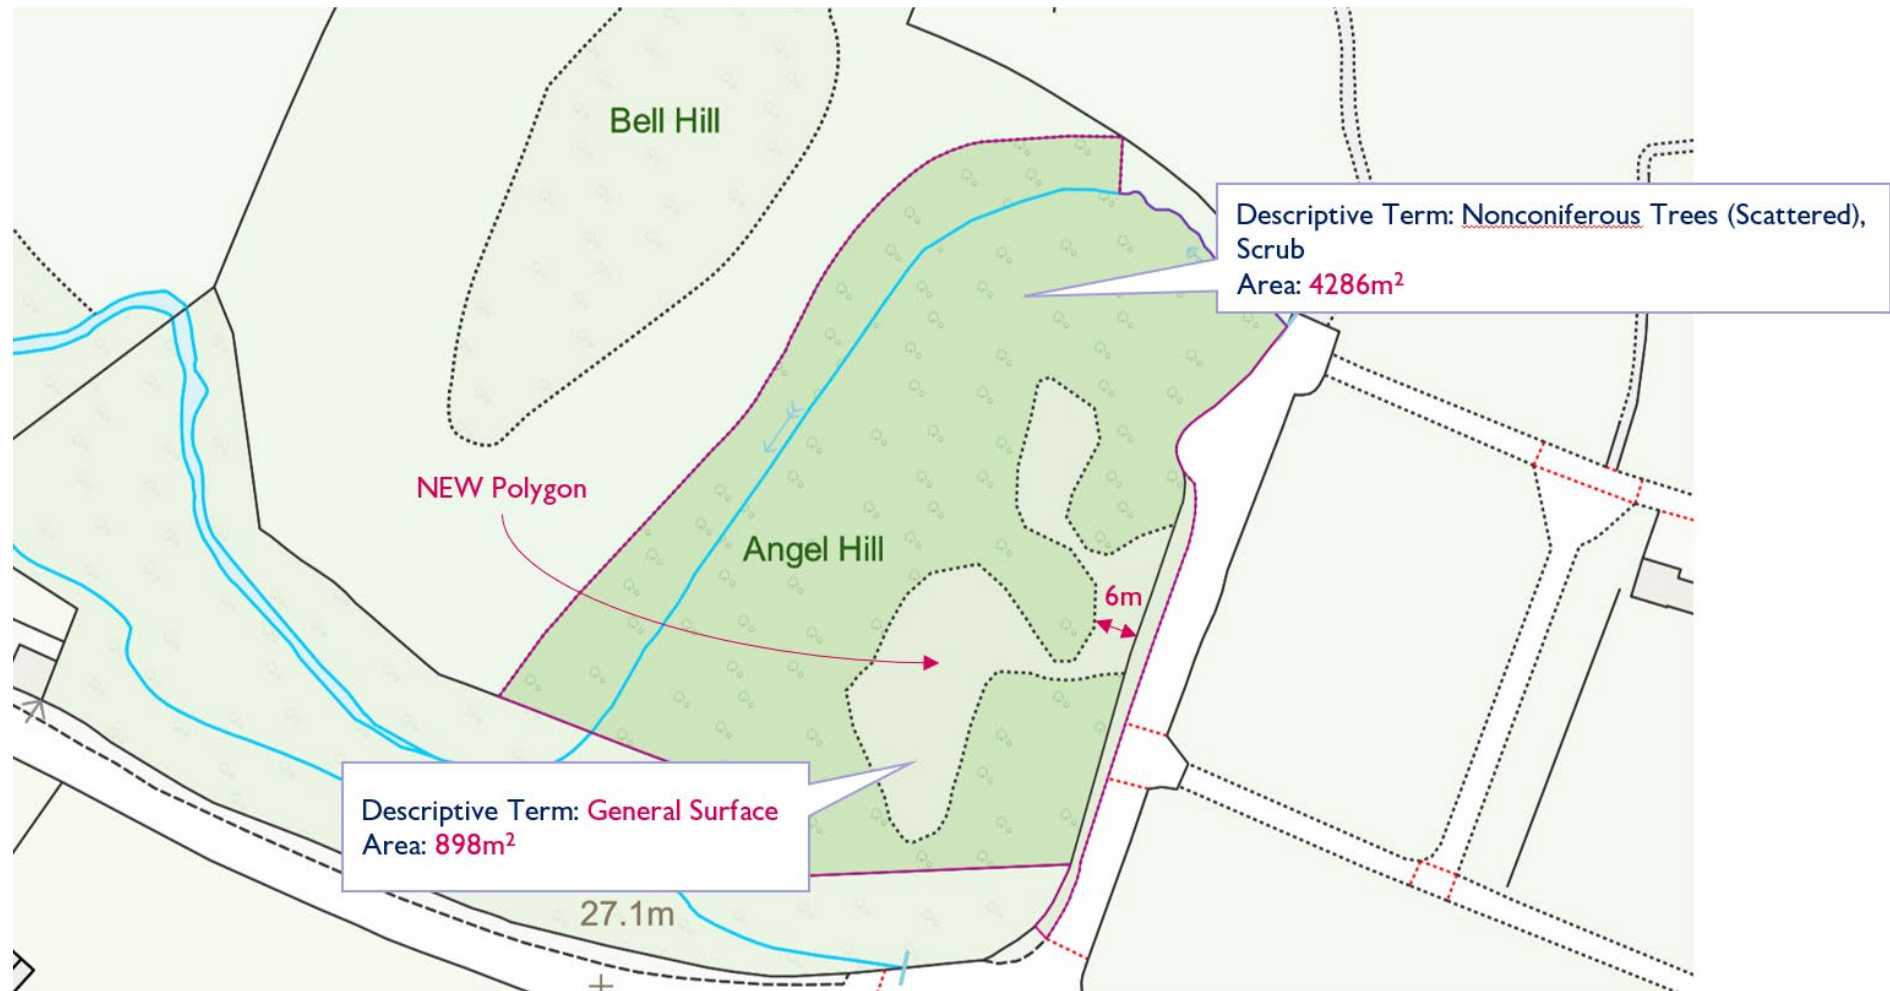 Bell Hill
Descriptive Term: Nonconiferous Trees (Scattered),
Scrub
Area: 4286m²
NEW Polygon
Angel Hill
6m
Descriptive Term: General Surface
Area: 898m²
27.1m